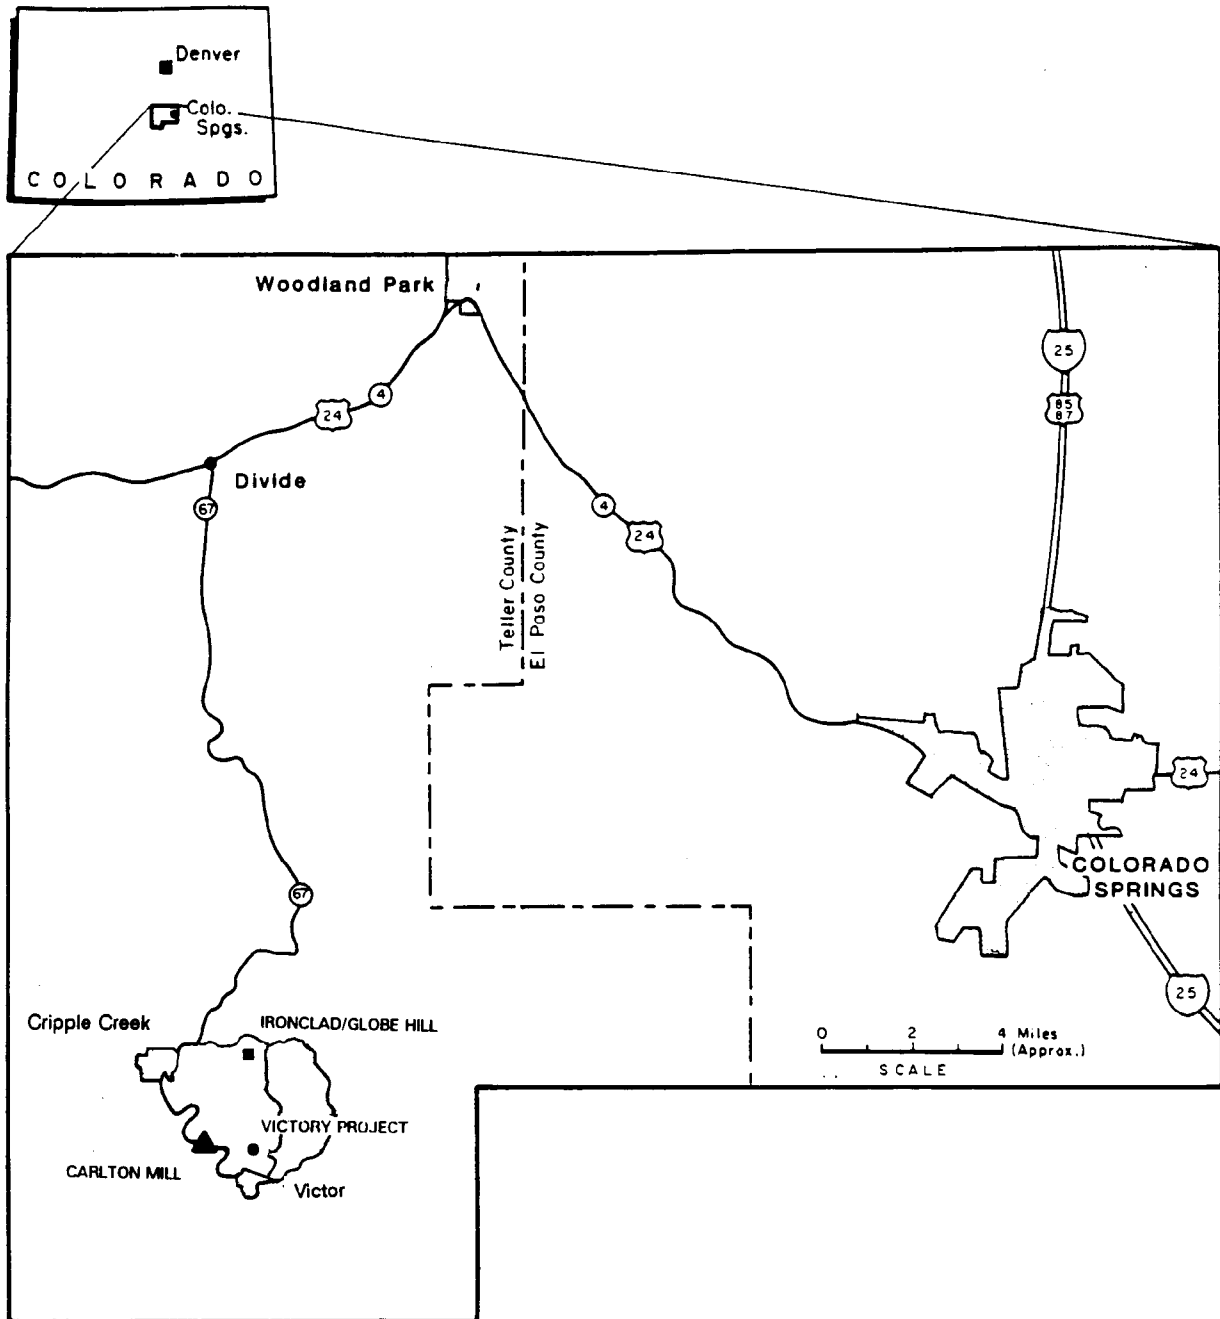 Denver
Colo.
Spgs.
COLORADO
Woodland Park
25
85
87
4
24
Divide
67
4
24
Teller County
El Paso County
24
COLORADO
SPRINGS
67
25
Cripple Creek
IRONCLAD/GLOBE HILL
0 2 4 Miles
(Approx.)
SCALE
VICTORY PROJECT
CARLTON MILL
Victor